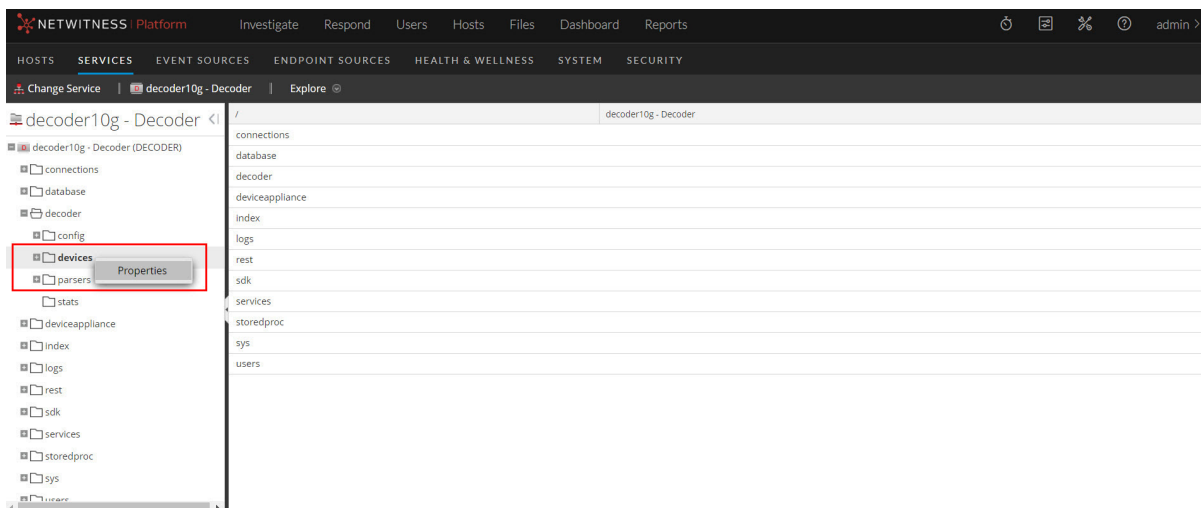 NETWITNESS Platform Investigate Respond Users Hosts Files Dashboard Reports admin
HOSTS SERVICES EVENT SOURCES ENDPOINT SOURCES HEALTH & WELLNESS SYSTEM SECURITY
Change Service decoder10g - Decoder Explore
decoder10g - Decoder
decoder10g - Decoder (DECODER)
connections
database
decoder
config
devices
Properties
parsers
stats
deviceappliance
index
logs
rest
sdk
services
storedproc
sys
users
/ decoder10g - Decoder
connections
database
decoder
deviceappliance
index
logs
rest
sdk
services
storedproc
sys
users